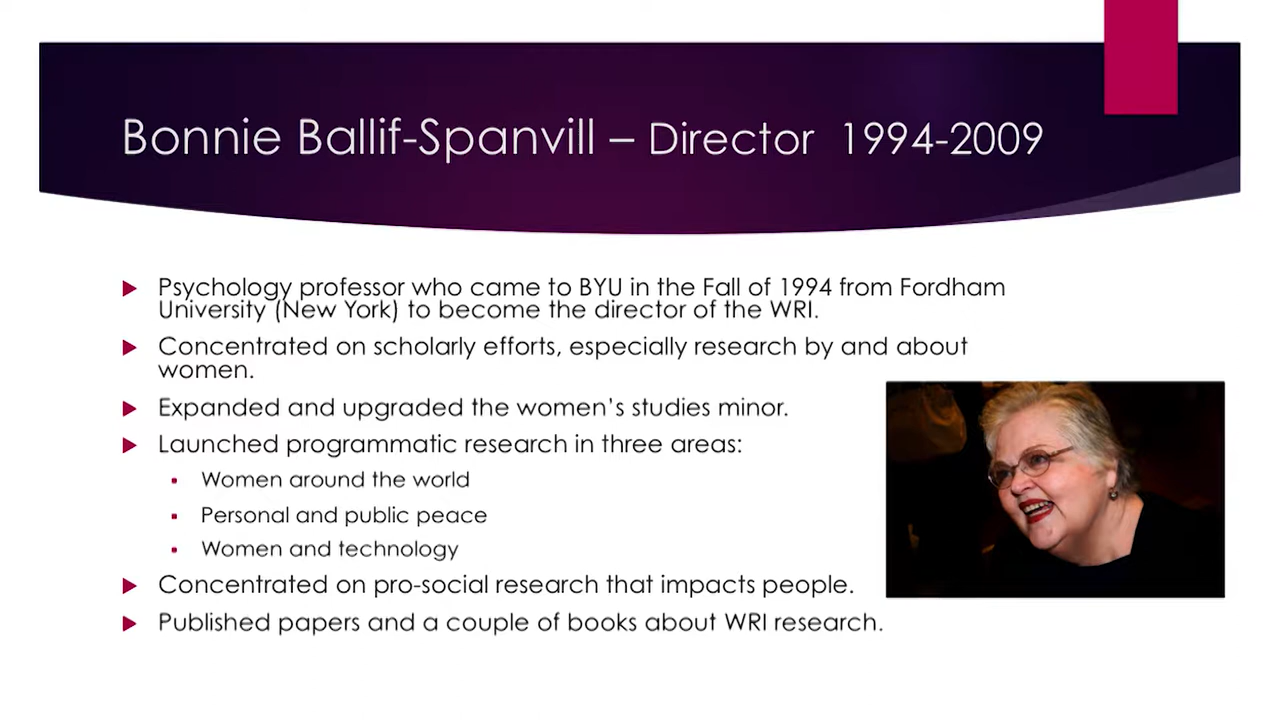 Bonnie Ballif-Spanvill – Director 1994-2009
Psychology professor who came to BYU in the Fall of 1994 from Fordham
University (New York) to become the director of the WRI.
Concentrated on scholarly efforts, especially research by and about
women.
Expanded and upgraded the women's studies minor.
Launched programmatic research in three areas:
Women around the world
Personal and public peace
Women and technology
Concentrated on pro-social research that impacts people.
Published papers and a couple of books about WRI research.